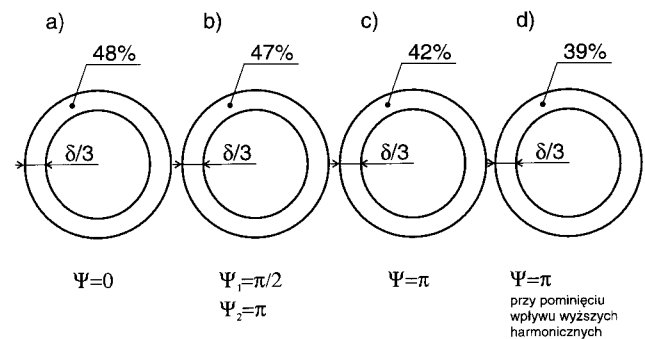 a) b) c) d)
48% 47% 42% 39%
δ/3 δ/3 δ/3 δ/3
Ψ=0 Ψ₁=π/2 Ψ=π Ψ=π
Ψ₂=π przy pominięciu
wpływu wyższych
harmonicznych